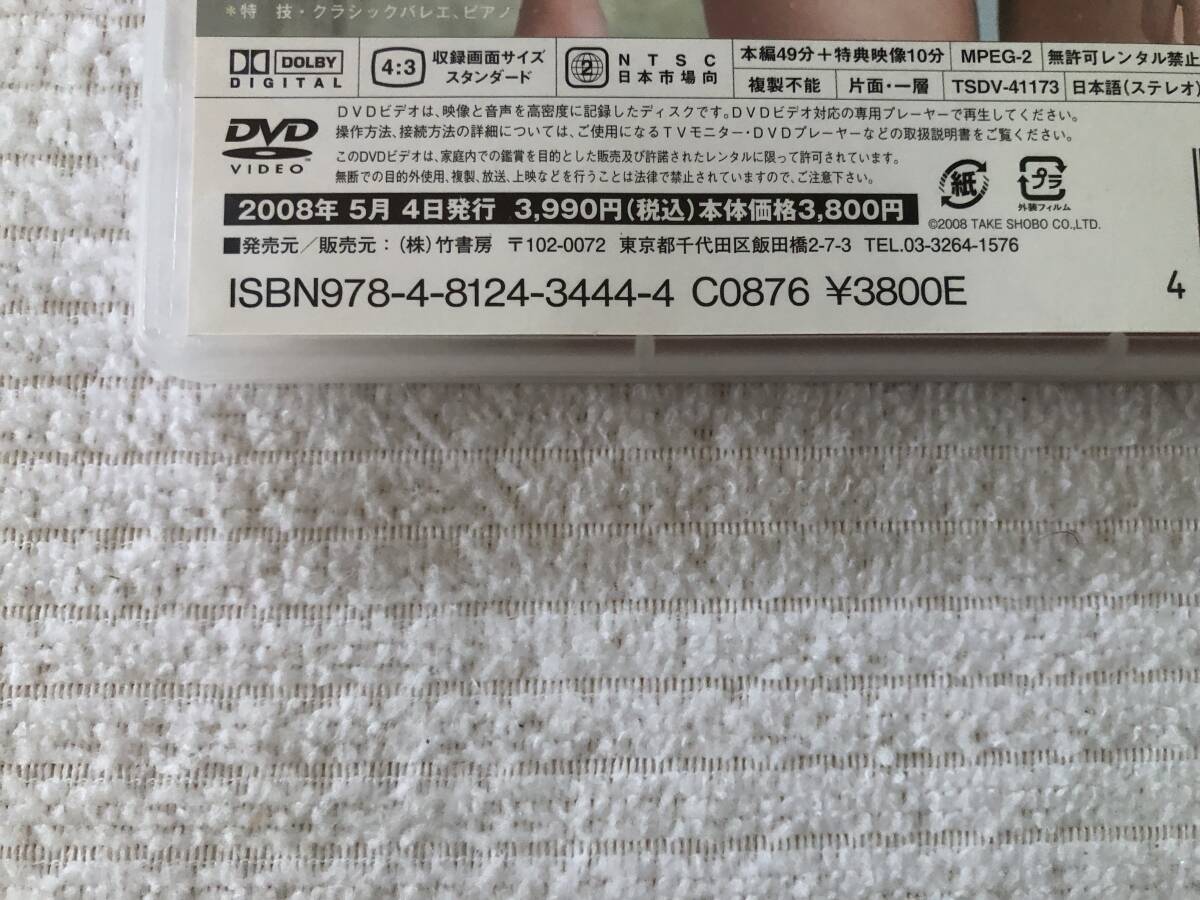 *特 技・クラシックバレエ、ピアノ
DOLBY DIGITAL
4:3 収録画面サイズ スタンダード
2 NTSC 日本市場向
本編49分+特典映像10分 MPEG-2 無許可レンタル禁止
複製不能 片面・一層 TSDV-41173 日本語(ステレオ)
DVDビデオは、映像と音声を高密度に記録したディスクです。DVDビデオ対応の専用プレーヤーで再生してください。
操作方法、接続方法の詳細については、ご使用になるTVモニター・DVDプレーヤーなどの取扱説明書をご覧ください。
DVD VIDEO
このDVDビデオは、家庭内での鑑賞を目的とした販売及び許諾されたレンタルに限って許可されています。
無断での目的外使用、複製、放送、上映などを行うことは法律で禁止されていますので、ご注意下さい。
紙
プラ
外装フィルム
2008年 5月 4日発行 3,990円(税込)本体価格3,800円
©2008 TAKE SHOBO CO.,LTD.
■発売元/販売元:(株)竹書房 〒102-0072 東京都千代田区飯田橋2-7-3 TEL.03-3264-1576
ISBN978-4-8124-3444-4 C0876 ¥3800E
4